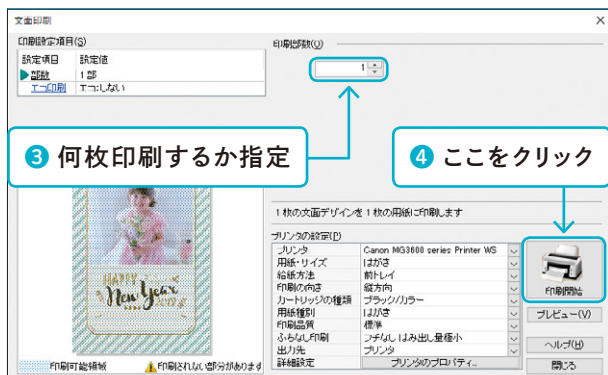 文面印刷
印刷設定項目(S)
設定項目 設定値
部数 1 部
エコ印刷 エコ:しない
印刷部数(U)
1
❸ 何枚印刷するか指定
❹ ここをクリック
HAPPY
New Year
1 枚の文面デザインを 1 枚の用紙に印刷します
プリンタの設定(P)
プリンタ Canon MG3600 series Printer WS
用紙・サイズ はがき
給紙方法 前トレイ
印刷の向き 縦方向
カートリッジの種類 ブラック/カラー
用紙種別 はがき
印刷品質 標準
ふちなし印刷 フチなし はみ出し量極小
出力先 プリンタ
詳細設定 プリンタのプロパティ...
印刷開始
プレビュー(V)
ヘルプ(H)
閉じる
印刷可能領域
印刷されない部分があります